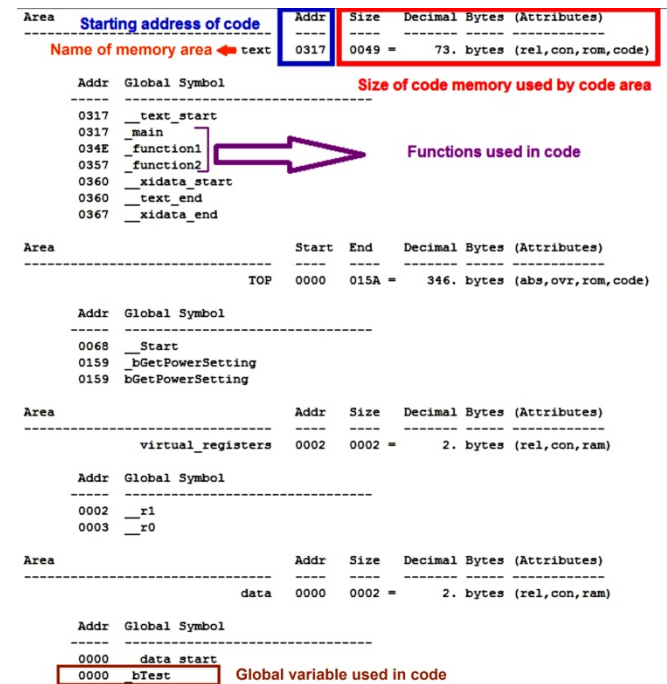 Area Starting address of code Addr Size Decimal Bytes (Attributes)
-------------------------------- ---- ---- ------- ----- ------------
Name of memory area text 0317 0049 = 73. bytes (rel,con,rom,code)
Addr Global Symbol Size of code memory used by code area
----- --------------------------------
0317 __text_start
0317 _main
034E _function1 Functions used in code
0357 _function2
0360 __xidata_start
0360 __text_end
0367 __xidata_end
Area Start End Decimal Bytes (Attributes)
-------------------------------- ---- ---- ------- ----- ------------
TOP 0000 015A = 346. bytes (abs,ovr,rom,code)
Addr Global Symbol
----- --------------------------------
0068 __Start
0159 _bGetPowerSetting
0159 bGetPowerSetting
Area Addr Size Decimal Bytes (Attributes)
-------------------------------- ---- ---- ------- ----- ------------
virtual_registers 0002 0002 = 2. bytes (rel,con,ram)
Addr Global Symbol
----- --------------------------------
0002 __r1
0003 __r0
Area Addr Size Decimal Bytes (Attributes)
-------------------------------- ---- ---- ------- ----- ------------
data 0000 0002 = 2. bytes (rel,con,ram)
Addr Global Symbol
----- --------------------------------
0000 __data_start
0000 _bTest Global variable used in code